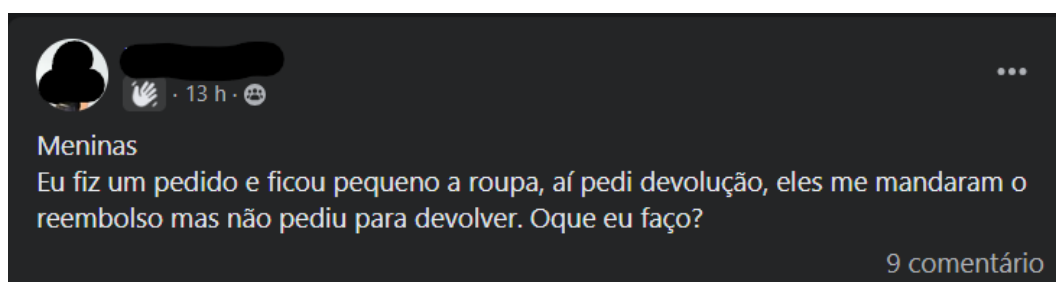 · 13 h ·
Meninas
Eu fiz um pedido e ficou pequeno a roupa, aí pedi devolução, eles me mandaram o
reembolso mas não pediu para devolver. Oque eu faço?
9 comentário